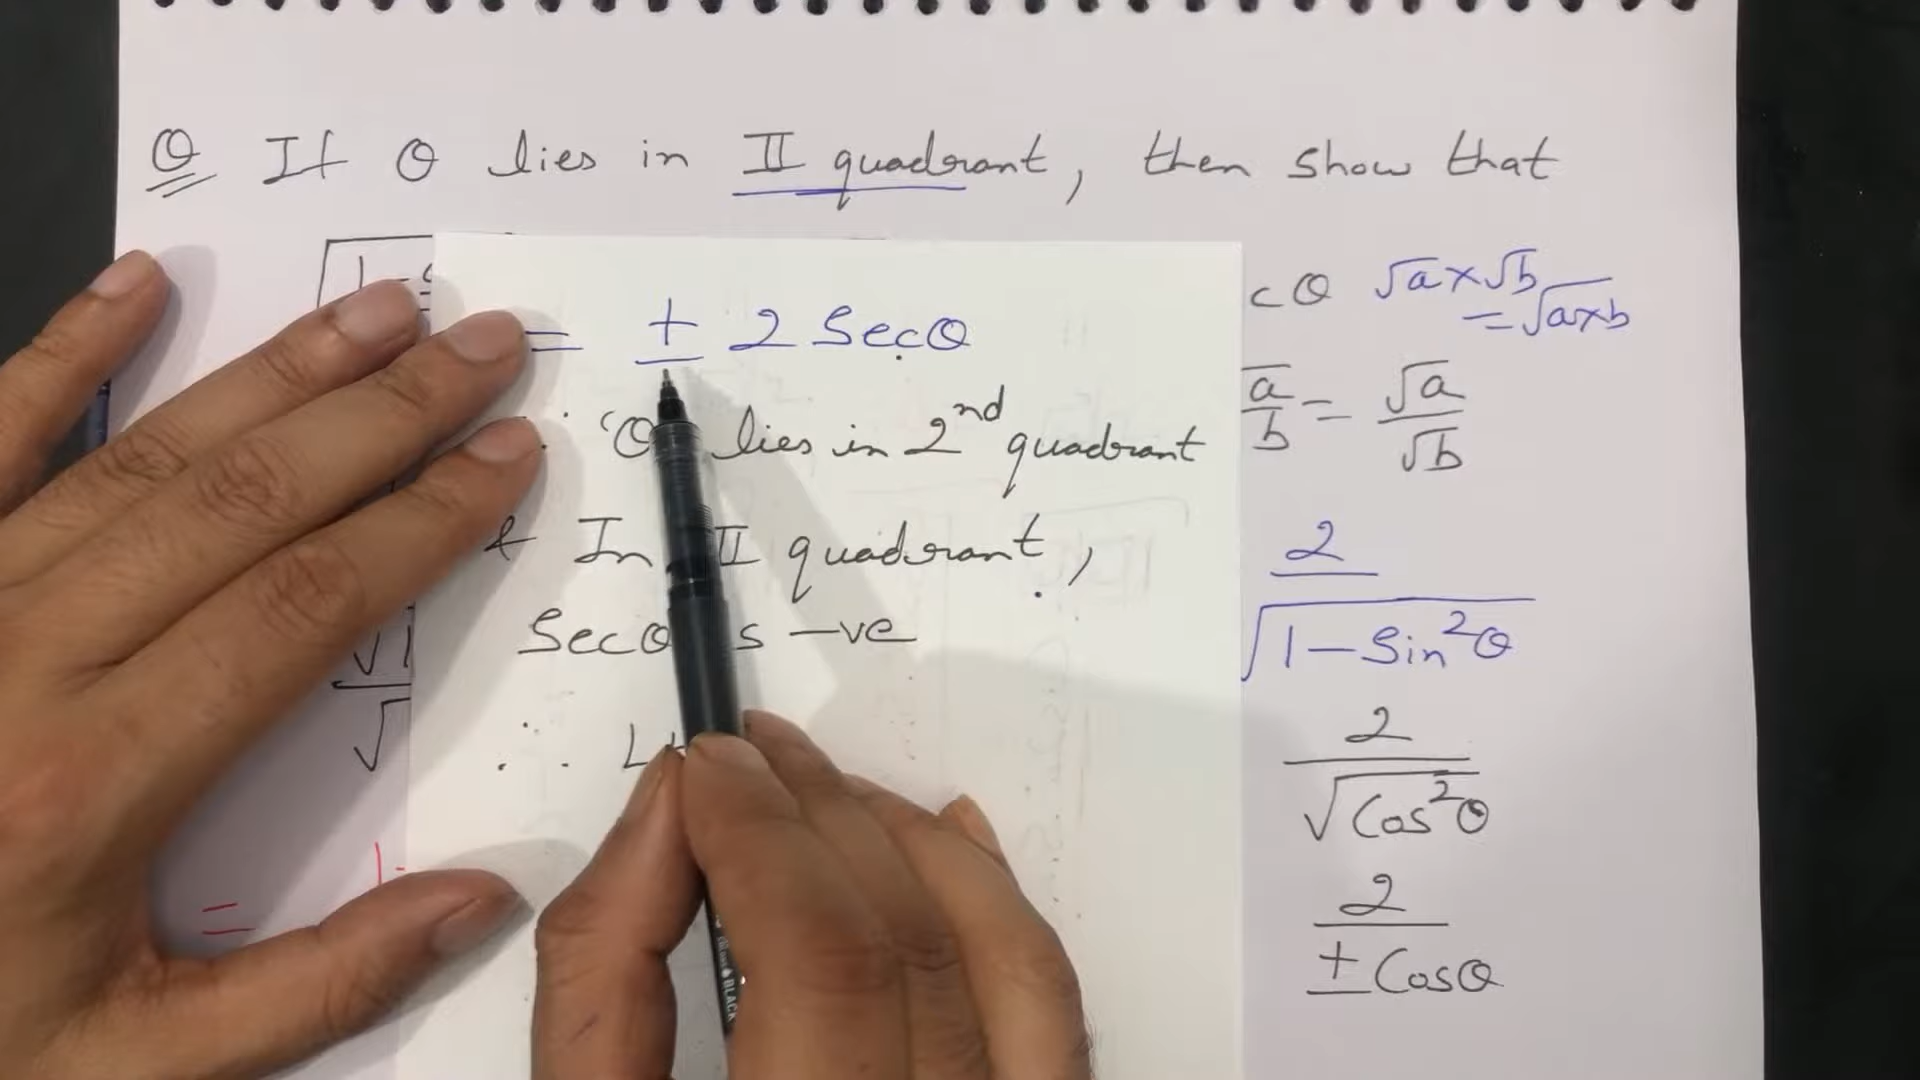 Q If θ lies in II quadrant, then show that
cθ √a×√b
=√a×b
= ± 2 Secθ
a/b = √a/√b
∵ 'θ' lies in 2nd quadrant
& In II quadrant,
2/√1-Sin²θ
Secθ is -ve
2/√Cos²θ
∴ L
2/±Cosθ
=
BLACK